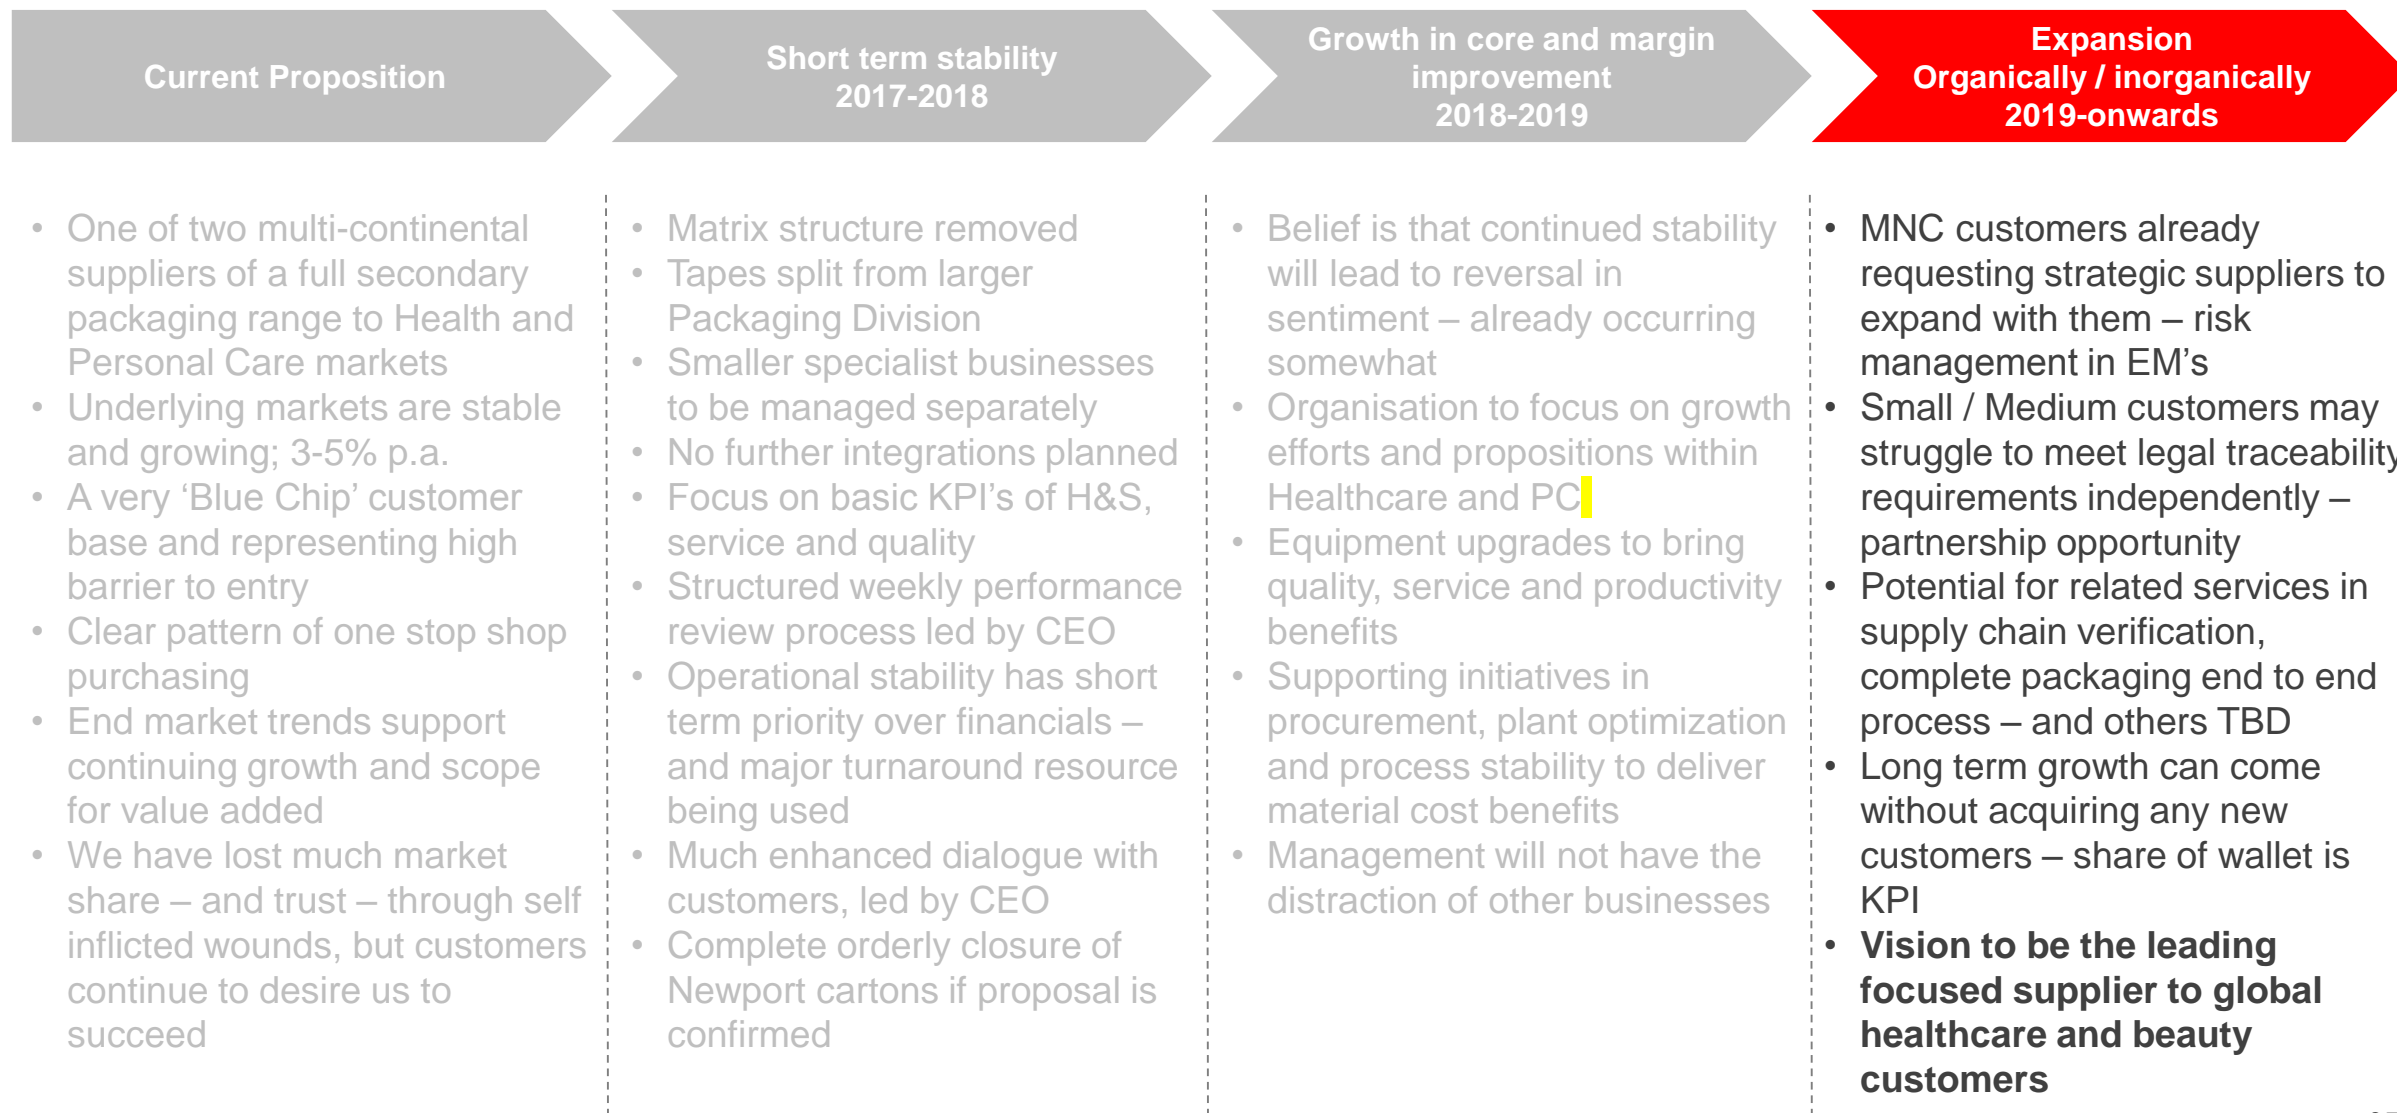 Current Proposition
Short term stability
2017-2018
Growth in core and margin
improvement
2018-2019
Expansion
Organically / inorganically
2019-onwards
• One of two multi-continental
suppliers of a full secondary
packaging range to Health and
Personal Care markets
• Underlying markets are stable
and growing; 3-5% p.a.
• A very ‘Blue Chip’ customer
base and representing high
barrier to entry
• Clear pattern of one stop shop
purchasing
• End market trends support
continuing growth and scope
for value added
• We have lost much market
share – and trust – through self
inflicted wounds, but customers
continue to desire us to
succeed
• Matrix structure removed
• Tapes split from larger
Packaging Division
• Smaller specialist businesses
to be managed separately
• No further integrations planned
• Focus on basic KPI’s of H&S,
service and quality
• Structured weekly performance
review process led by CEO
• Operational stability has short
term priority over financials –
and major turnaround resource
being used
• Much enhanced dialogue with
customers, led by CEO
• Complete orderly closure of
Newport cartons if proposal is
confirmed
• Belief is that continued stability
will lead to reversal in
sentiment – already occurring
somewhat
• Organisation to focus on growth
efforts and propositions within
Healthcare and PC
• Equipment upgrades to bring
quality, service and productivity
benefits
• Supporting initiatives in
procurement, plant optimization
and process stability to deliver
material cost benefits
• Management will not have the
distraction of other businesses
• MNC customers already
requesting strategic suppliers to
expand with them – risk
management in EM’s
• Small / Medium customers may
struggle to meet legal traceability
requirements independently –
partnership opportunity
• Potential for related services in
supply chain verification,
complete packaging end to end
process – and others TBD
• Long term growth can come
without acquiring any new
customers – share of wallet is
KPI
• Vision to be the leading
focused supplier to global
healthcare and beauty
customers